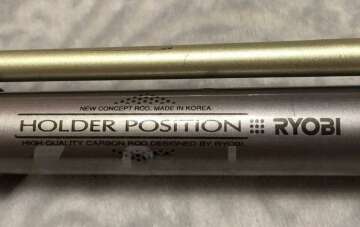 NEW CONCEPT ROD. MADE IN KOREA
HOLDER POSITION RYOBI
HIGH QUALITY CARBON ROD DESIGNED BY RYOBI